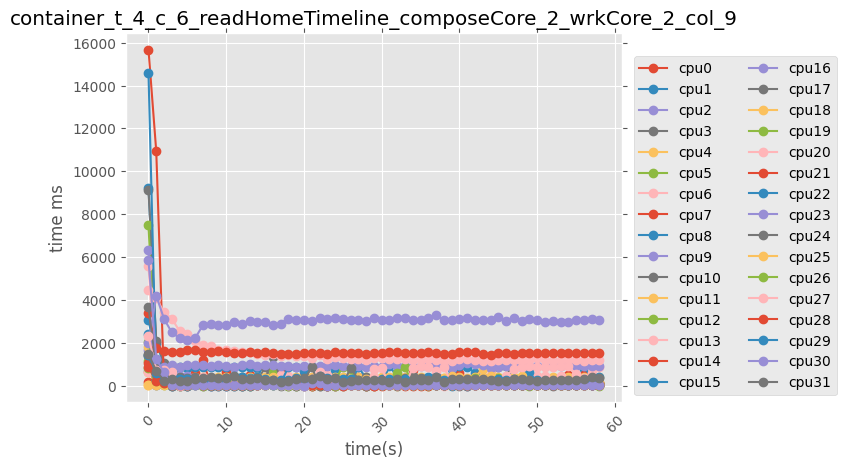 container_t_4_c_6_readHomeTimeline_composeCore_2_wrkCore_2_col_9
time ms
16000
14000
12000
10000
8000
6000
4000
2000
0
0
10
20
30
40
50
60
time(s)
cpu0
cpu1
cpu2
cpu3
cpu4
cpu5
cpu6
cpu7
cpu8
cpu9
cpu10
cpu11
cpu12
cpu13
cpu14
cpu15
cpu16
cpu17
cpu18
cpu19
cpu20
cpu21
cpu22
cpu23
cpu24
cpu25
cpu26
cpu27
cpu28
cpu29
cpu30
cpu31